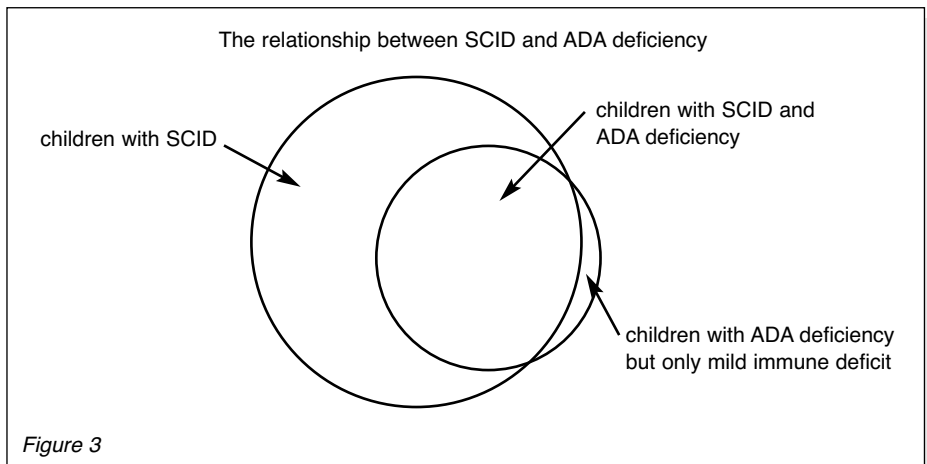 The relationship between SCID and ADA deficiency
children with SCID
children with SCID and
ADA deficiency
children with ADA deficiency
but only mild immune deficit
Figure 3